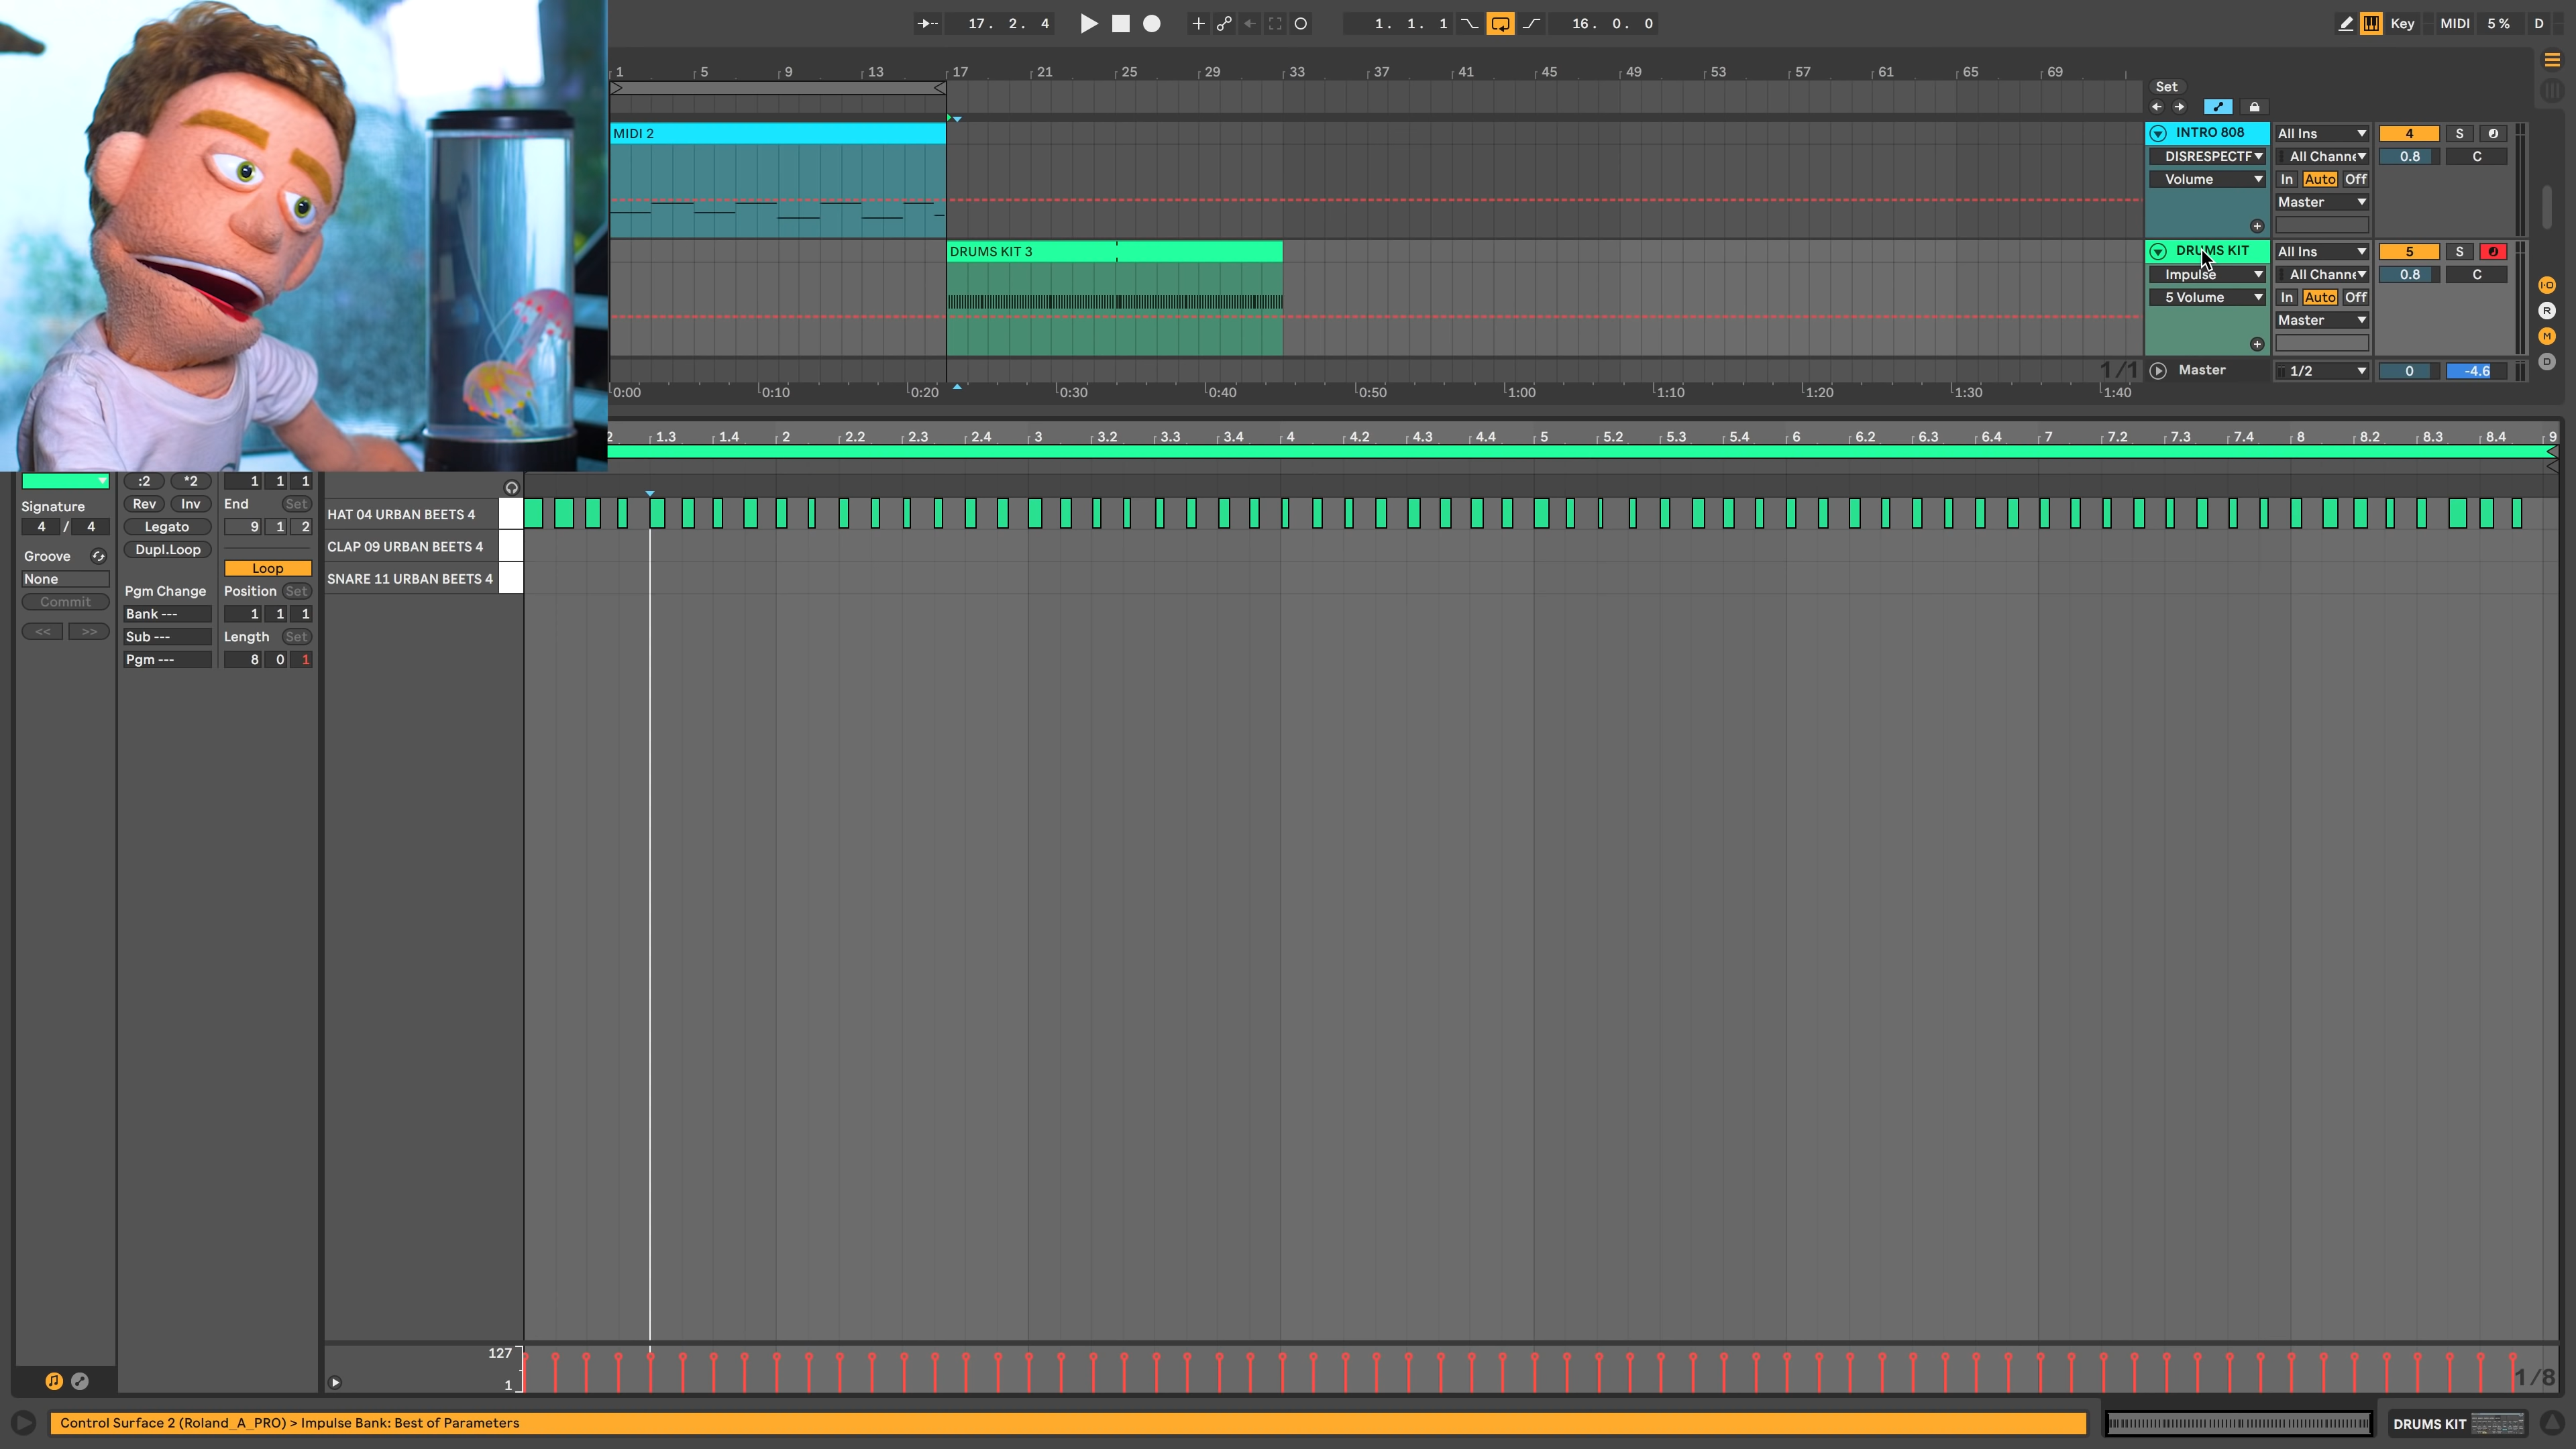 17. 2. 4 1. 1. 1 16. 0. 0 Key MIDI 5 % D
1 5 9 13 17 21 25 29 33 37 41 45 49 53 57 61 65 69
Set
MIDI 2
INTRO 808 All Ins 4 S
DISRESPECTF All Channe 0.8 C
Volume In Auto Off
Master
DRUMS KIT 3
DRUMS KIT All Ins 5 S
Impulse All Channe 0.8 C
5 Volume In Auto Off
Master
1/1 Master 1/2 0 -4.6
0:00 0:10 0:20 0:30 0:40 0:50 1:00 1:10 1:20 1:30 1:40
I·O
R
M
D
2 1.3 1.4 2 2.2 2.3 2.4 3 3.2 3.3 3.4 4 4.2 4.3 4.4 5 5.2 5.3 5.4 6 6.2 6.3 6.4 7 7.2 7.3 7.4 8 8.2 8.3 8.4 9
:2 *2 1 1 1
Signature Rev Inv End Set
4 / 4 Legato 9 1 2
Groove Dupl.Loop
None Loop
Commit Pgm Change Position Set
Bank --- 1 1 1
<< >> Sub --- Length Set
Pgm --- 8 0 1
HAT 04 URBAN BEETS 4
CLAP 09 URBAN BEETS 4
SNARE 11 URBAN BEETS 4
127
1
1/8
Control Surface 2 (Roland_A_PRO) > Impulse Bank: Best of Parameters
DRUMS KIT